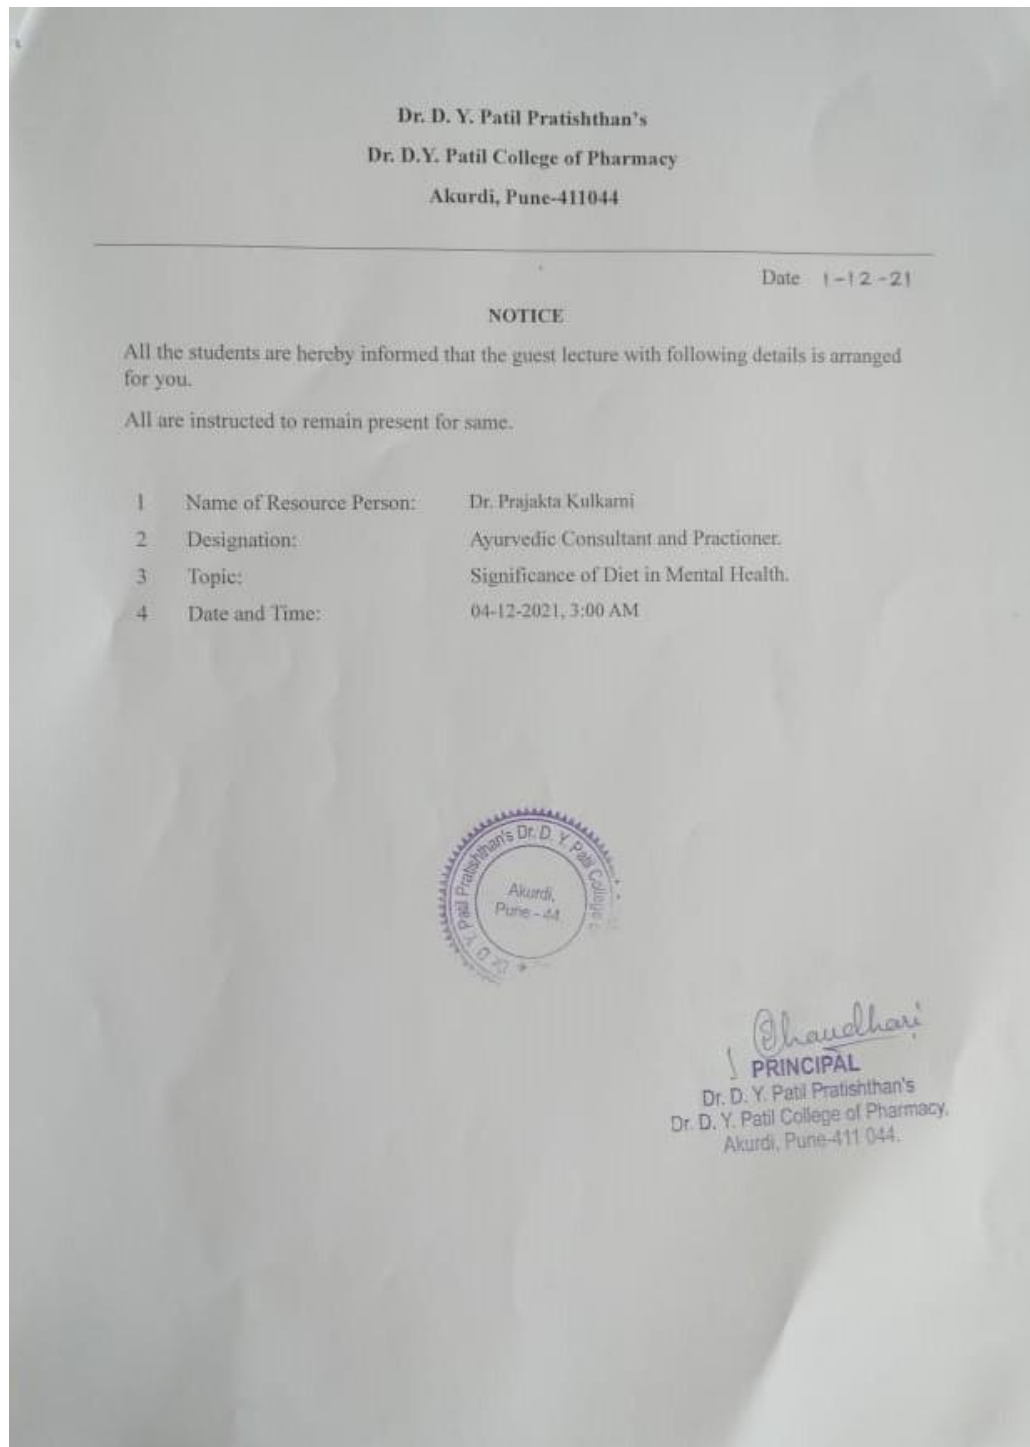 Dr. D. Y. Patil Pratishthan's
Dr. D.Y. Patil College of Pharmacy
Akurdi, Pune-411044
Date 1-12-21
NOTICE
All the students are hereby informed that the guest lecture with following details is arranged
for you.
All are instructed to remain present for same.
1 Name of Resource Person: Dr. Prajakta Kulkarni
2 Designation: Ayurvedic Consultant and Practioner.
3 Topic: Significance of Diet in Mental Health.
4 Date and Time: 04-12-2021, 3:00 AM
Dr. D. Y. Patil Pratishthan's Dr. D. Y. Patil College
Akurdi,
Pune - 44
Chaudhari
PRINCIPAL
Dr. D. Y. Patil Pratishthan's
Dr. D. Y. Patil College of Pharmacy,
Akurdi, Pune-411 044.